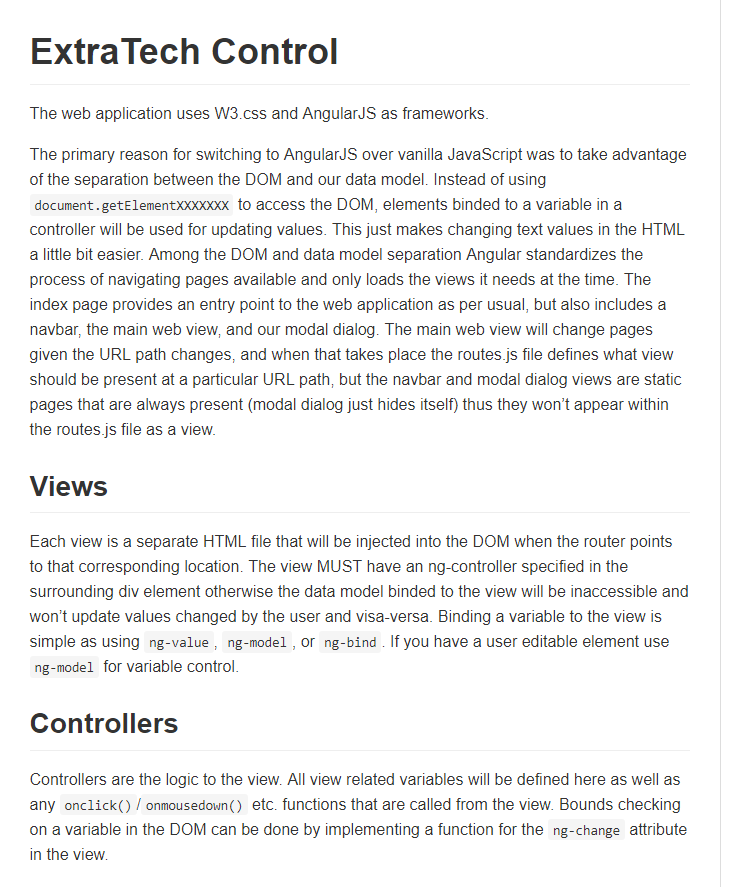 ExtraTech Control
The web application uses W3.css and AngularJS as frameworks.
The primary reason for switching to AngularJS over vanilla JavaScript was to take advantage
of the separation between the DOM and our data model. Instead of using
document.getElementXXXXXXX to access the DOM, elements binded to a variable in a
controller will be used for updating values. This just makes changing text values in the HTML
a little bit easier. Among the DOM and data model separation Angular standardizes the
process of navigating pages available and only loads the views it needs at the time. The
index page provides an entry point to the web application as per usual, but also includes a
navbar, the main web view, and our modal dialog. The main web view will change pages
given the URL path changes, and when that takes place the routes.js file defines what view
should be present at a particular URL path, but the navbar and modal dialog views are static
pages that are always present (modal dialog just hides itself) thus they won’t appear within
the routes.js file as a view.
Views
Each view is a separate HTML file that will be injected into the DOM when the router points
to that corresponding location. The view MUST have an ng-controller specified in the
surrounding div element otherwise the data model binded to the view will be inaccessible and
won’t update values changed by the user and visa-versa. Binding a variable to the view is
simple as using ng-value , ng-model , or ng-bind . If you have a user editable element use
ng-model for variable control.
Controllers
Controllers are the logic to the view. All view related variables will be defined here as well as
any onclick() / onmousedown() etc. functions that are called from the view. Bounds checking
on a variable in the DOM can be done by implementing a function for the ng-change attribute
in the view.